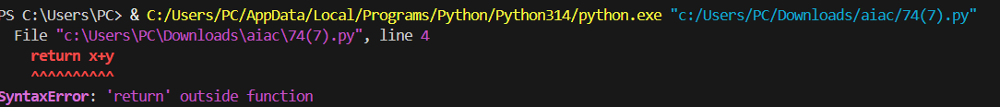 PS C:\Users\PC> & C:/Users/PC/AppData/Local/Programs/Python/Python314/python.exe "c:/Users/PC/Downloads/aiac/74(7).py"
  File "c:\Users\PC\Downloads\aiac\74(7).py", line 4
    return x+y
    ^^^^^^^^^^
SyntaxError: 'return' outside function